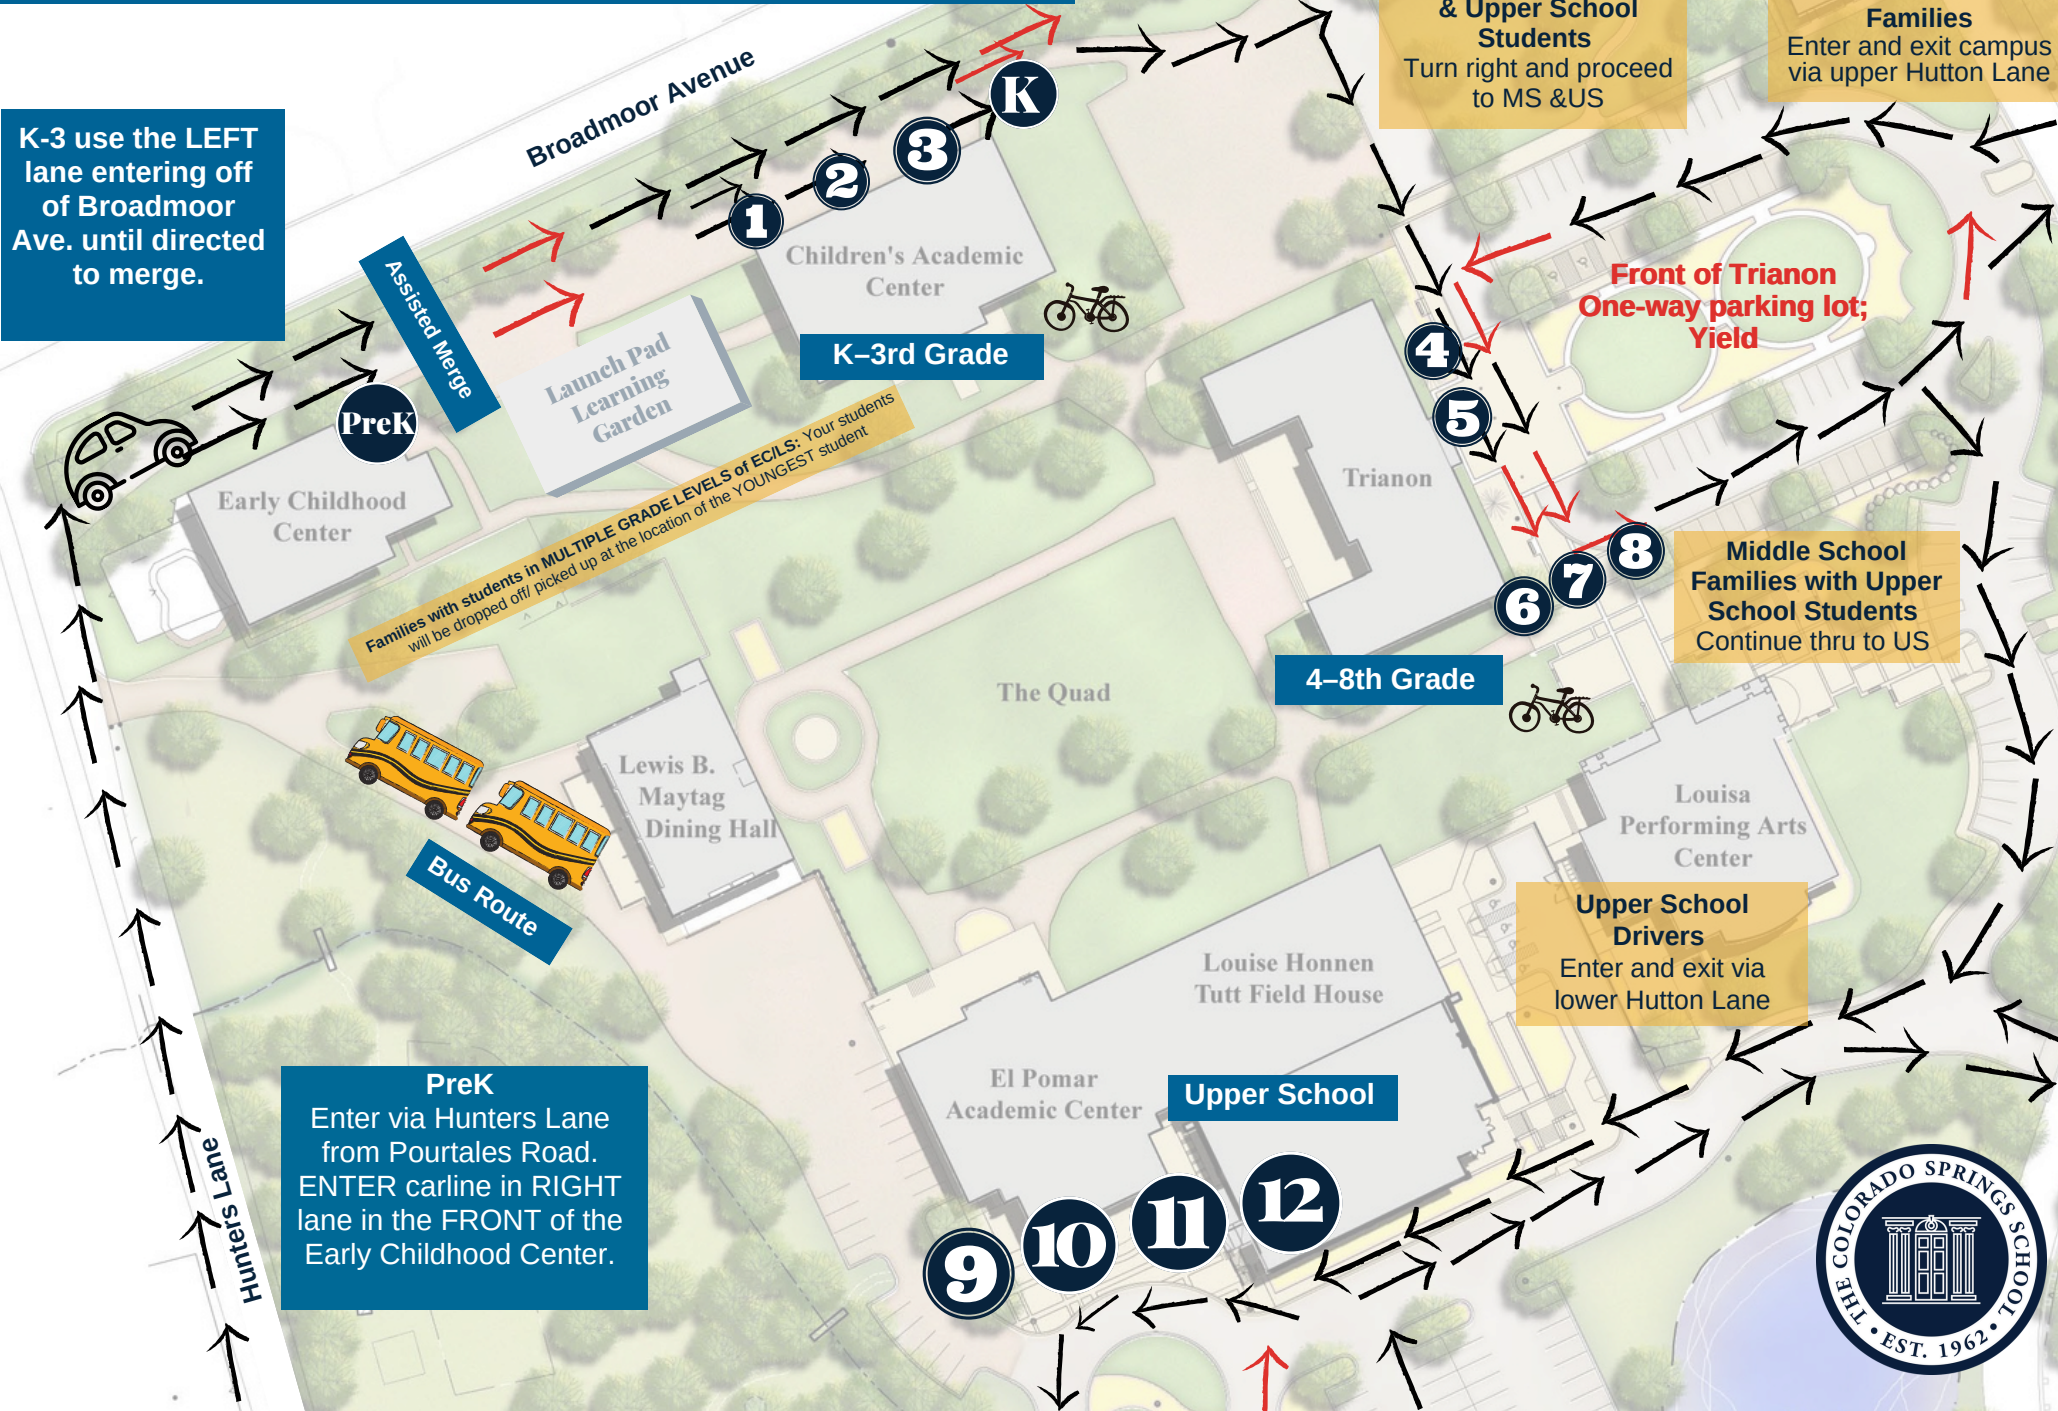 & Upper School
Students
Turn right and proceed
to MS &US
Families
Enter and exit campus
via upper Hutton Lane
Broadmoor Avenue
K-3 use the LEFT
lane entering off
of Broadmoor
Ave. until directed
to merge.
K
3
2
1
Assisted Merge
PreK
Children's Academic
Center
K–3rd Grade
Launch Pad
Learning
Garden
Early Childhood
Center
Families with students in MULTIPLE GRADE LEVELS of EC/LS: Your students
will be dropped off/ picked up at the location of the YOUNGEST student
Front of Trianon
One-way parking lot;
Yield
4
5
Trianon
6
7
8
Middle School
Families with Upper
School Students
Continue thru to US
4–8th Grade
The Quad
Lewis B.
Maytag
Dining Hall
Bus Route
Louisa
Performing Arts
Center
Upper School
Drivers
Enter and exit via
lower Hutton Lane
Louise Honnen
Tutt Field House
El Pomar
Academic Center
Upper School
PreK
Enter via Hunters Lane
from Pourtales Road.
ENTER carline in RIGHT
lane in the FRONT of the
Early Childhood Center.
Hunters Lane
9
10
11
12
THE COLORADO SPRINGS SCHOOL
• EST. 1962 •